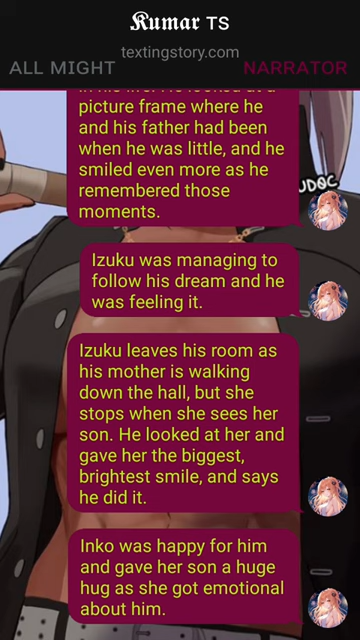 Kumar TS
textingstory.com
ALL MIGHT
NARRATOR
picture frame where he
and his father had been
when he was little, and he
smiled even more as he
remembered those
moments.
Izuku was managing to
follow his dream and he
was feeling it.
Izuku leaves his room as
his mother is walking
down the hall, but she
stops when she sees her
son. He looked at her and
gave her the biggest,
brightest smile, and says
he did it.
Inko was happy for him
and gave her son a huge
hug as she got emotional
about him.